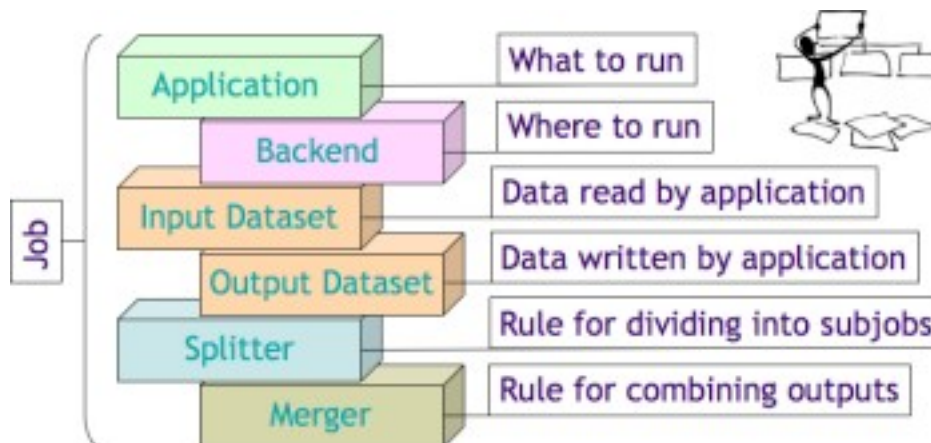 Application
What to run
Backend
Where to run
Input Dataset
Data read by application
Job
Output Dataset
Data written by application
Splitter
Rule for dividing into subjobs
Merger
Rule for combining outputs